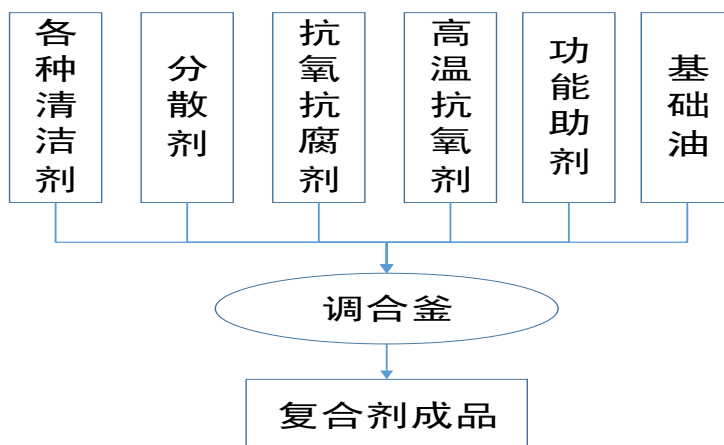 各种清洁剂
分散剂
抗氧抗腐剂
高温抗氧剂
功能助剂
基础油
调合釜
复合剂成品